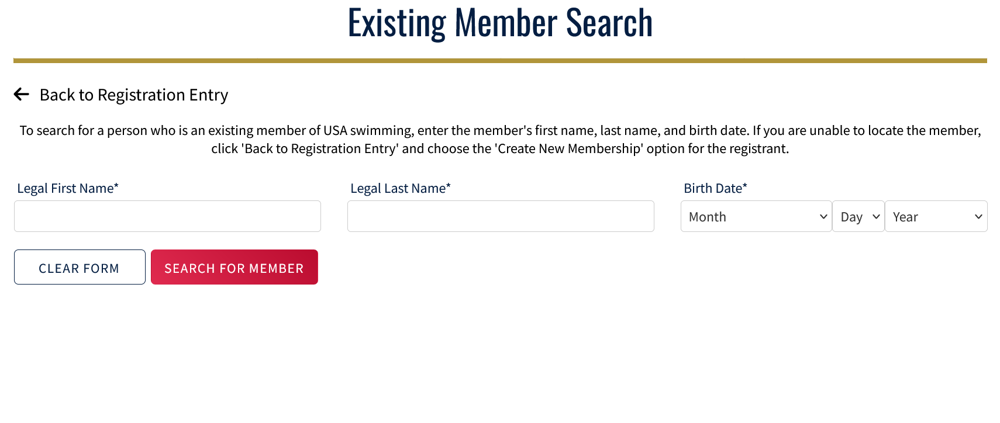 Existing Member Search
Back to Registration Entry
To search for a person who is an existing member of USA swimming, enter the member's first name, last name, and birth date. If you are unable to locate the member,
click 'Back to Registration Entry' and choose the 'Create New Membership' option for the registrant.
Legal First Name* Legal Last Name* Birth Date*
Month Day Year
CLEAR FORM SEARCH FOR MEMBER